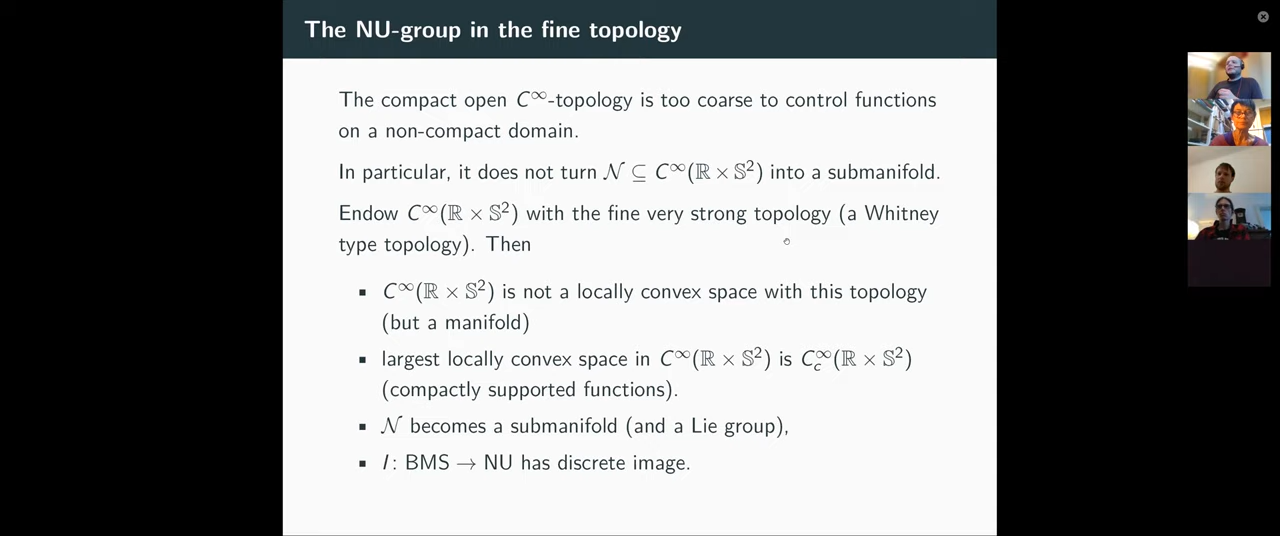 The NU-group in the fine topology
The compact open C∞-topology is too coarse to control functions
on a non-compact domain.
In particular, it does not turn 𝒩 ⊆ C∞(ℝ × 𝕊²) into a submanifold.
Endow C∞(ℝ × 𝕊²) with the fine very strong topology (a Whitney
type topology). Then
▪ C∞(ℝ × 𝕊²) is not a locally convex space with this topology
(but a manifold)
▪ largest locally convex space in C∞(ℝ × 𝕊²) is C_c^∞(ℝ × 𝕊²)
(compactly supported functions).
▪ 𝒩 becomes a submanifold (and a Lie group),
▪ I: BMS → NU has discrete image.